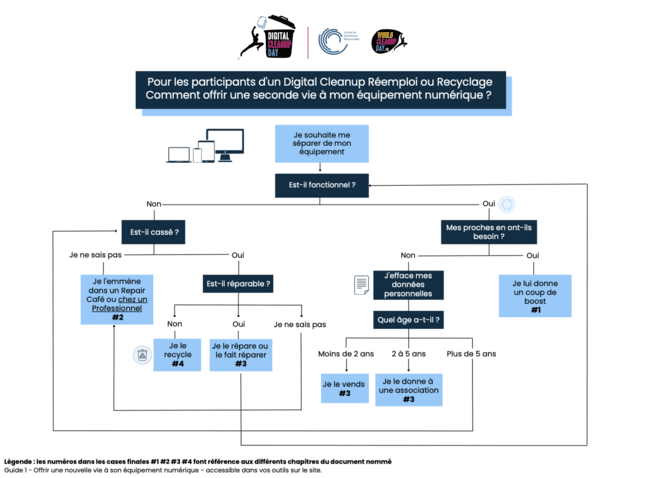 DIGITAL
CLEANUP
DAY
WORLD
CLEANUP
DAY
Pour les participants d'un Digital Cleanup Réemploi ou Recyclage
Comment offrir une seconde vie à mon équipement numérique ?
Je souhaite me
séparer de mon
équipement
Est-il fonctionnel ?
Non
Oui
Est-il cassé ?
Mes proches en ont-ils
besoin ?
Je ne sais pas
Oui
Non
Oui
Je l'emmène
dans un Repair
Café ou chez un
Professionnel
#2
Est-il réparable ?
J'efface mes
données
personnelles
Je lui donne
un coup de
boost
#1
Quel âge a-t-il ?
Non
Oui
Je ne sais pas
Je le
recycle
#4
Je le répare ou
le fait réparer
#3
Moins de 2 ans
2 à 5 ans
Plus de 5 ans
Je le vends
#3
Je le donne à
une association
#3
Légende : les numéros dans les cases finales #1 #2 #3 #4 font référence aux différents chapitres du document nommé
Guide 1 - Offrir une nouvelle vie à son équipement numérique - accessible dans vos outils sur le site.